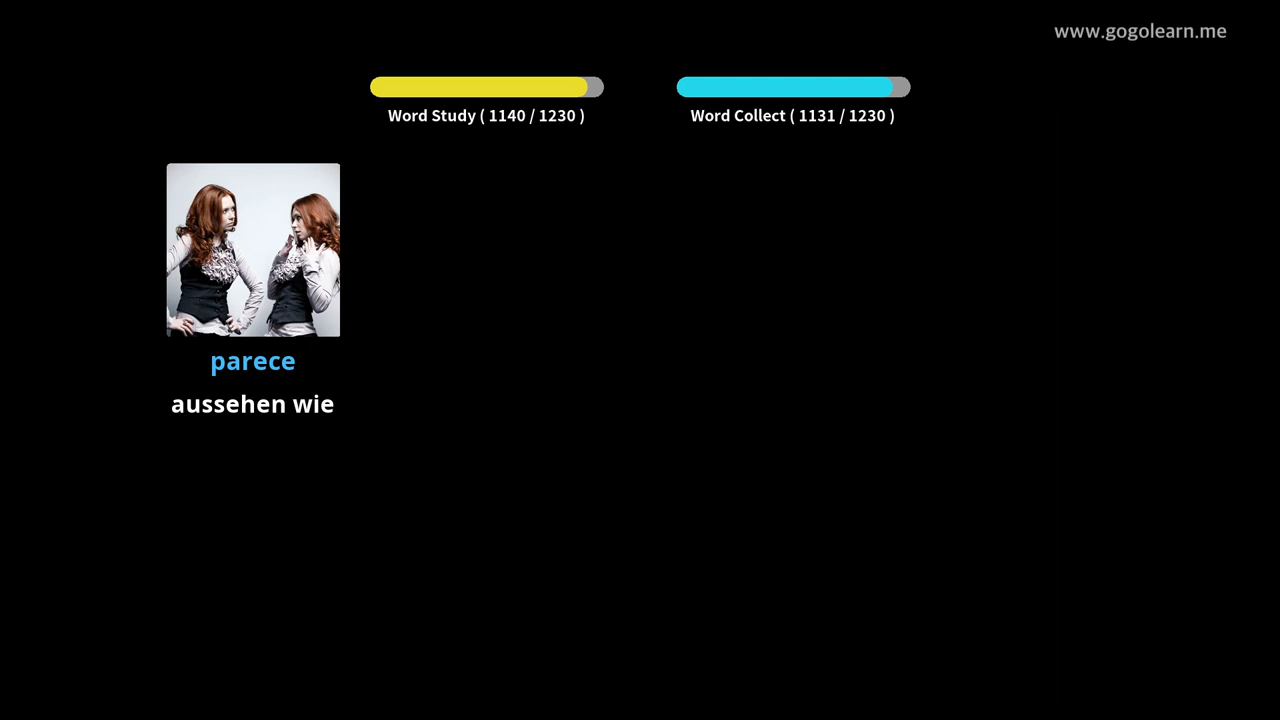 www.gogolearn.me
Word Study ( 1140 / 1230 )
Word Collect ( 1131 / 1230 )
parece
aussehen wie